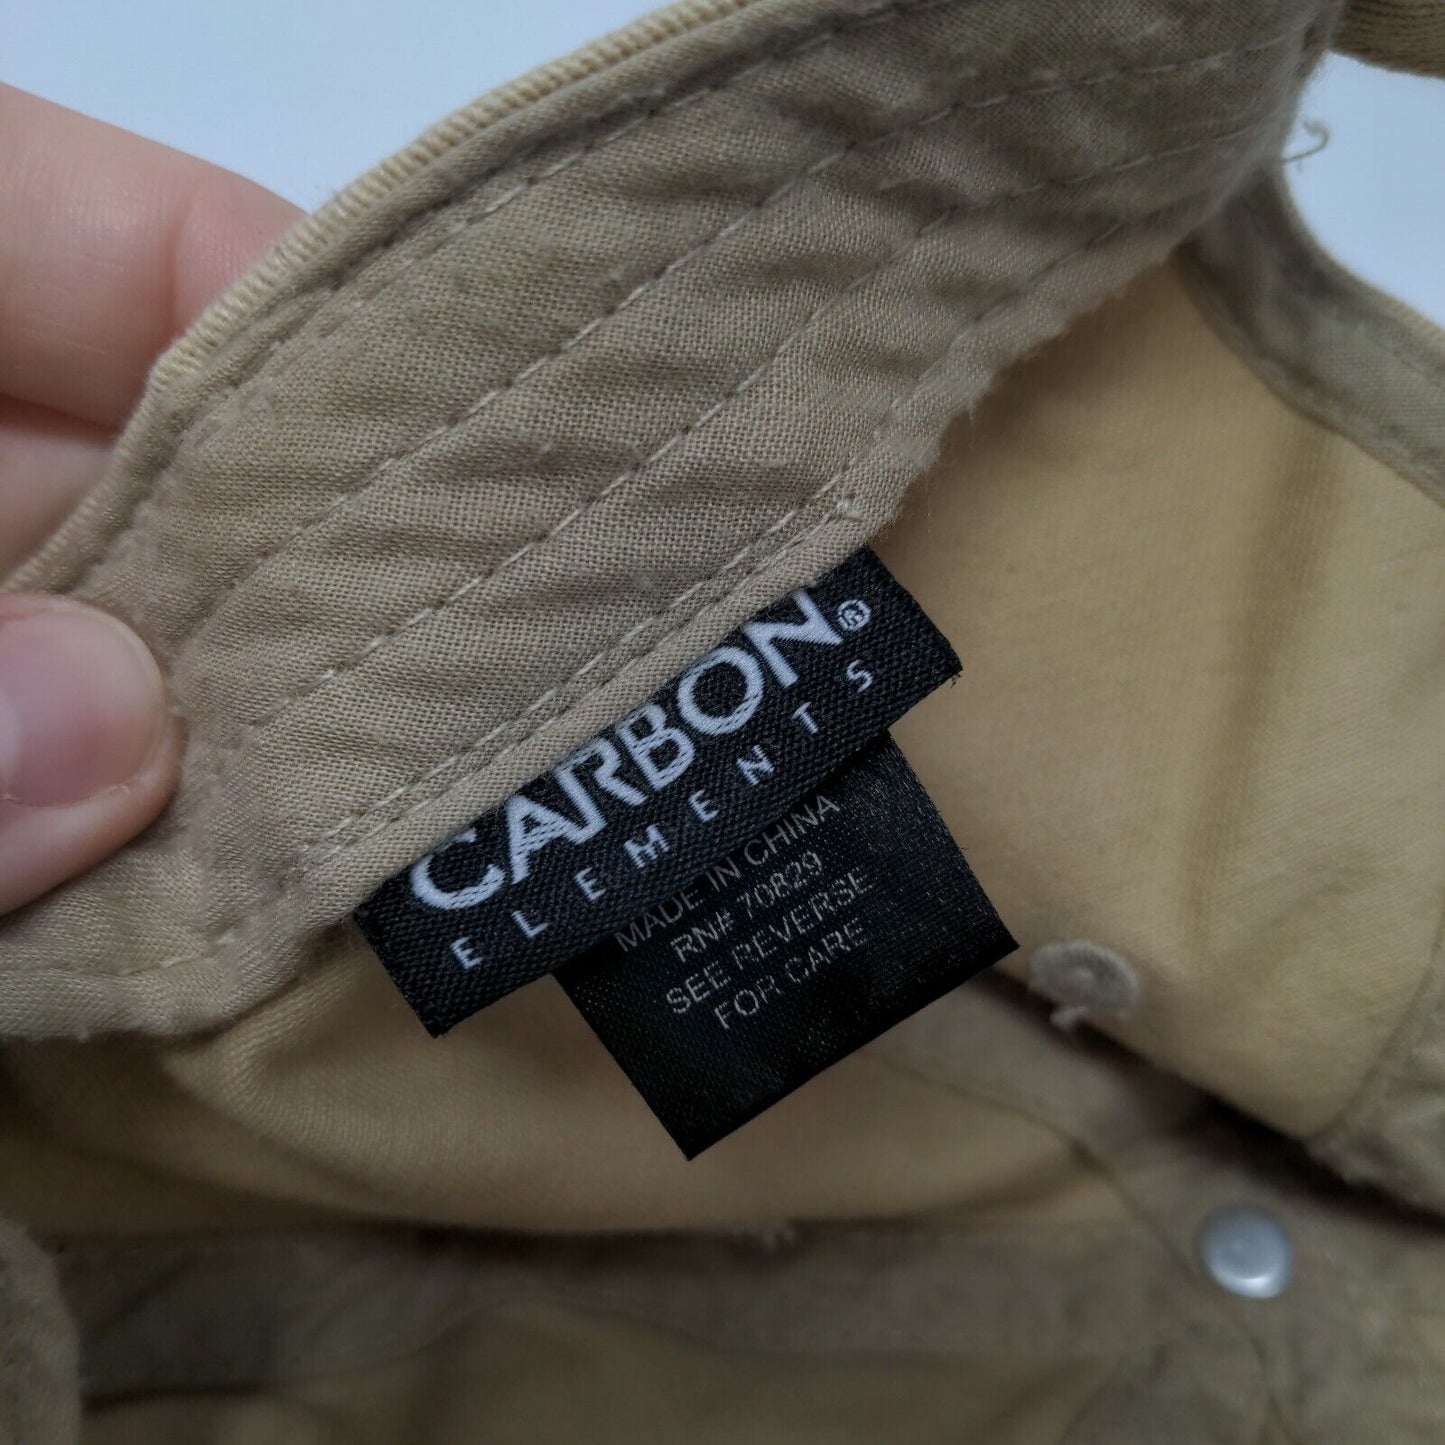 CARBON®
ELEMENTS
MADE IN CHINA
RN# 70829
SEE REVERSE
FOR CARE